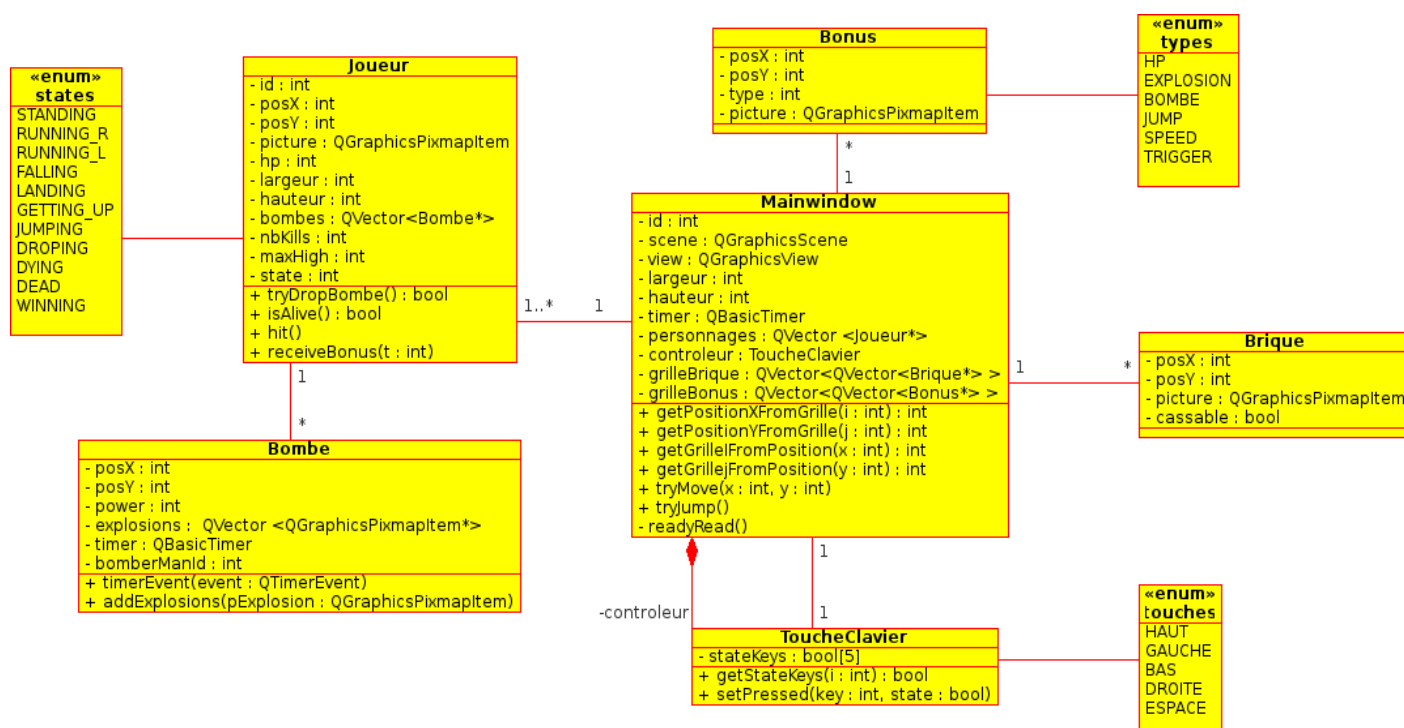 «enum»
states
STANDING
RUNNING_R
RUNNING_L
FALLING
LANDING
GETTING_UP
JUMPING
DROPING
DYING
DEAD
WINNING
Joueur
- id : int
- posX : int
- posY : int
- picture : QGraphicsPixmapItem
- hp : int
- largeur : int
- hauteur : int
- bombes : QVector<Bombe*>
- nbKills : int
- maxHigh : int
- state : int
+ tryDropBombe() : bool
+ isAlive() : bool
+ hit()
+ receiveBonus(t : int)
1..*
1
1
*
Bombe
- posX : int
- posY : int
- power : int
- explosions :  QVector <QGraphicsPixmapItem*>
- timer : QBasicTimer
- bomberManId : int
+ timerEvent(event : QTimerEvent)
+ addExplosions(pExplosion : QGraphicsPixmapItem)
Bonus
- posX : int
- posY : int
- type : int
- picture : QGraphicsPixmapItem
*
1
«enum»
types
HP
EXPLOSION
BOMBE
JUMP
SPEED
TRIGGER
Mainwindow
- id : int
- scene : QGraphicsScene
- view : QGraphicsView
- largeur : int
- hauteur : int
- timer : QBasicTimer
- personnages : QVector <Joueur*>
- controleur : ToucheClavier
- grilleBrique : QVector<QVector<Brique*> >
- grilleBonus : QVector<QVector<Bonus*> >
+ getPositionXFromGrille(i : int) : int
+ getPositionYFromGrille(j : int) : int
+ getGrilleIFromPosition(x : int) : int
+ getGrillejFromPosition(y : int) : int
+ tryMove(x : int, y : int)
+ tryJump()
- readyRead()
1
*
Brique
- posX : int
- posY : int
- picture : QGraphicsPixmapItem
- cassable : bool
1
-controleur
1
ToucheClavier
- stateKeys : bool[5]
+ getStateKeys(i : int) : bool
+ setPressed(key : int, state : bool)
«enum»
touches
HAUT
GAUCHE
BAS
DROITE
ESPACE